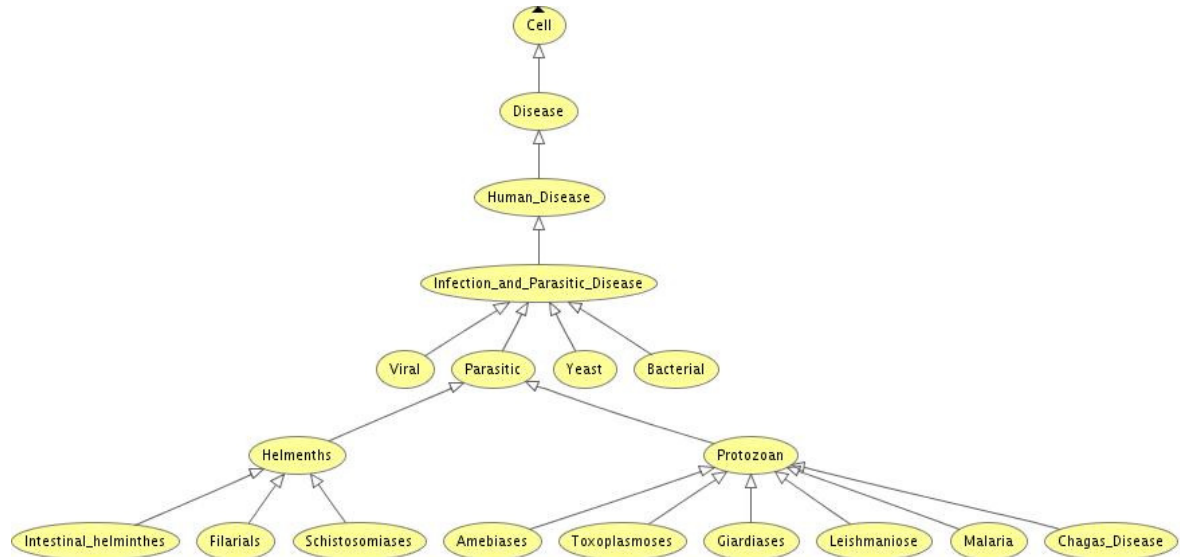 Cell
Disease
Human_Disease
Infection_and_Parasitic_Disease
Viral
Parasitic
Yeast
Bacterial
Helmenths
Protozoan
Intestinal_helminthes
Filarials
Schistosomiases
Amebiases
Toxoplasmoses
Giardiases
Leishmaniose
Malaria
Chagas_Disease